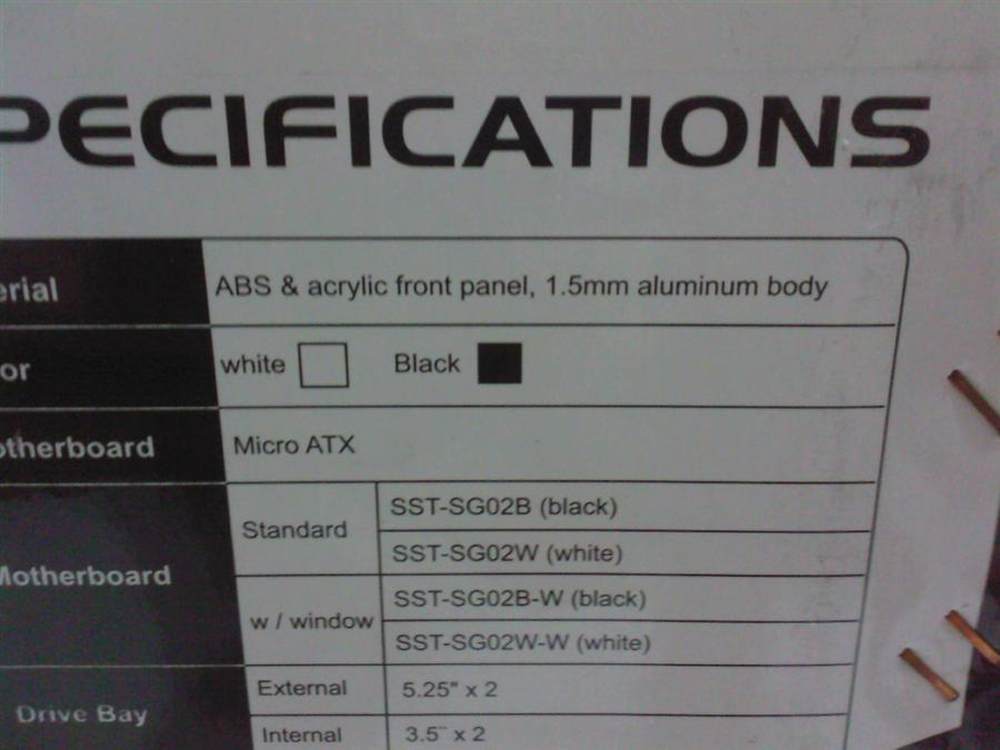 PECIFICATIONS
erial ABS & acrylic front panel, 1.5mm aluminum body
or white Black
otherboard Micro ATX
Motherboard
Standard
SST-SG02B (black)
SST-SG02W (white)
w / window
SST-SG02B-W (black)
SST-SG02W-W (white)
Drive Bay
External 5.25" x 2
Internal 3.5" x 2